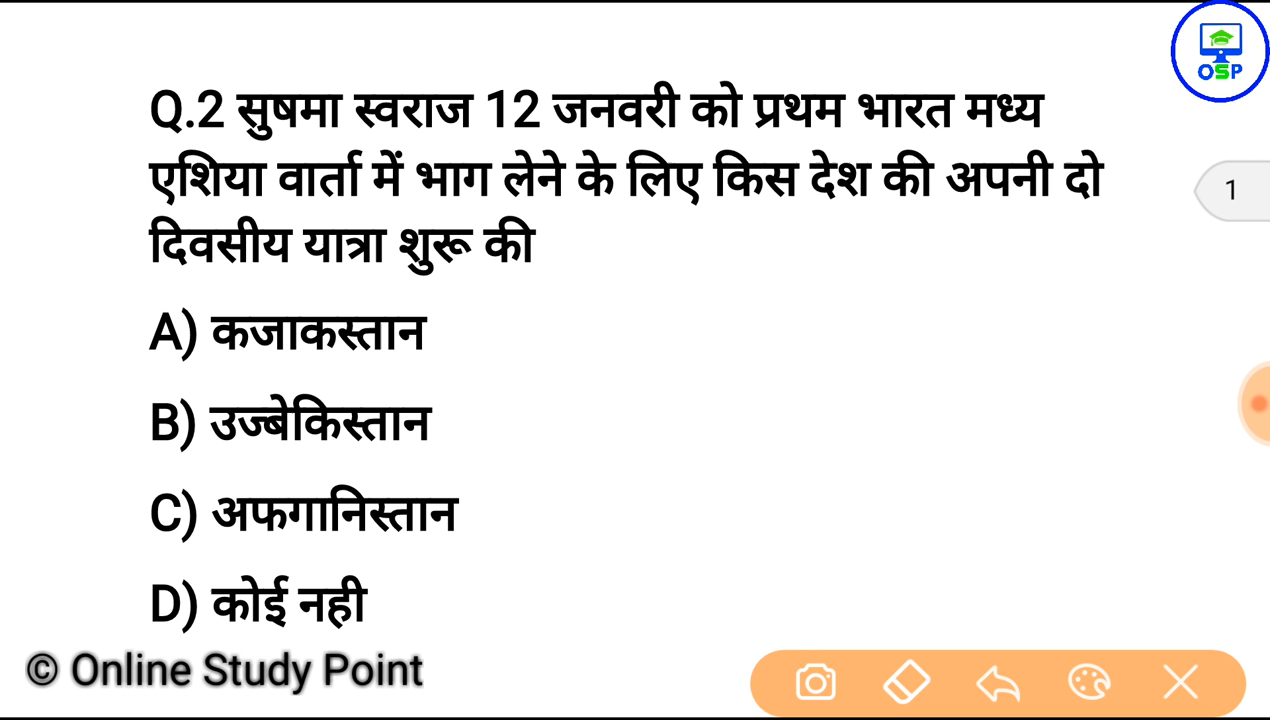 OSP
Q.2 सुषमा स्वराज 12 जनवरी को प्रथम भारत मध्य
एशिया वार्ता में भाग लेने के लिए किस देश की अपनी दो
दिवसीय यात्रा शुरू की
1
A) कजाकस्तान
B) उज्बेकिस्तान
C) अफगानिस्तान
D) कोई नही
© Online Study Point